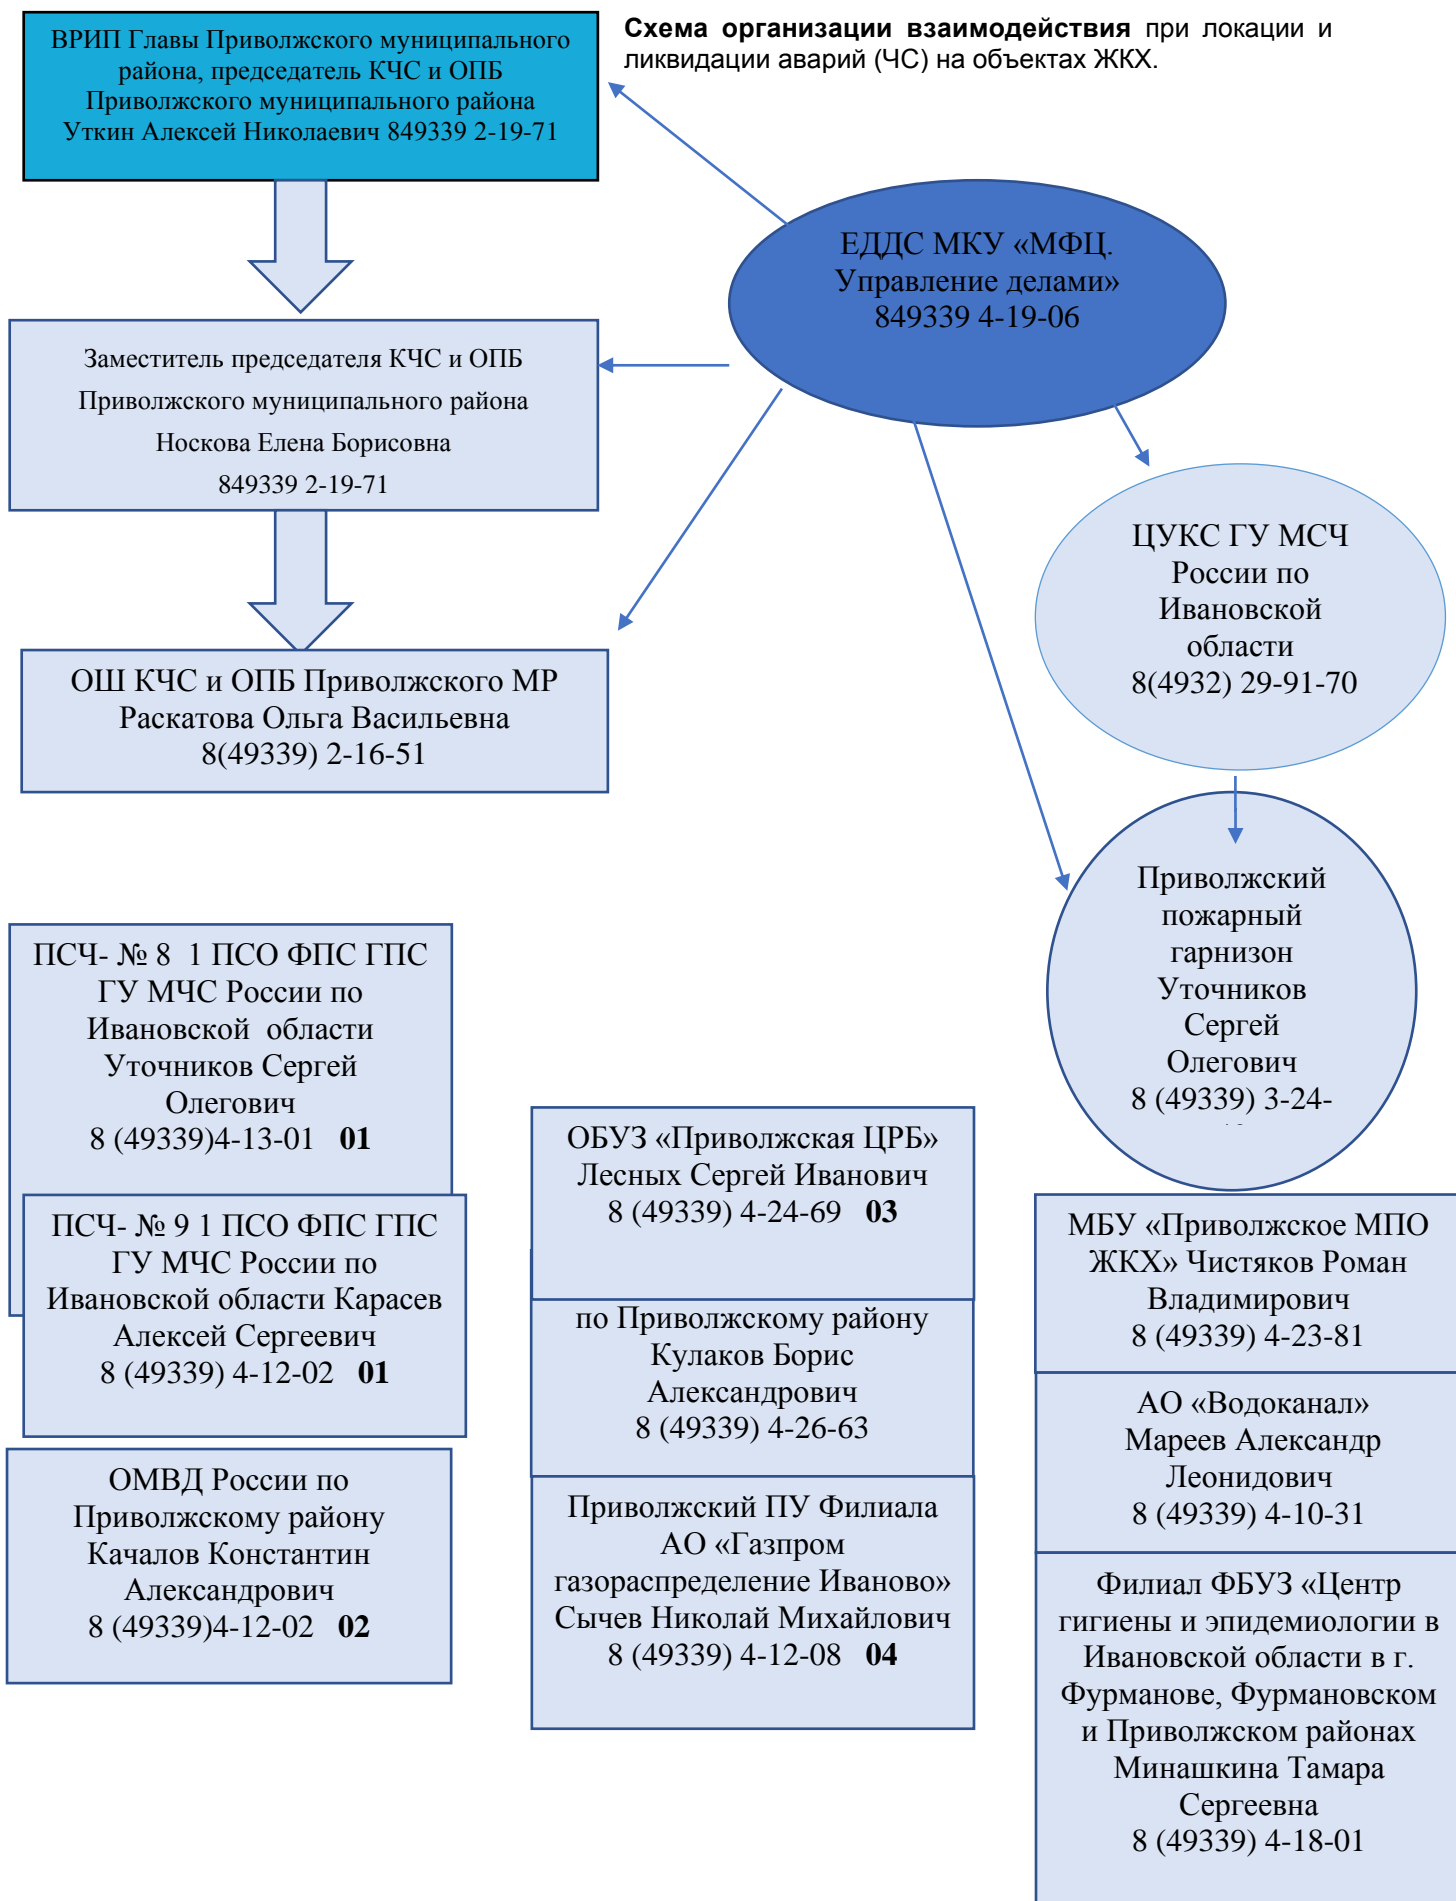 ВРИП Главы Приволжского муниципального
района, председатель КЧС и ОПБ
Приволжского муниципального района
Уткин Алексей Николаевич 849339 2-19-71
Схема организации взаимодействия при локации и
ликвидации аварий (ЧС) на объектах ЖКХ.
ЕДДС МКУ «МФЦ.
Управление делами»
849339 4-19-06
Заместитель председателя КЧС и ОПБ
Приволжского муниципального района
Носкова Елена Борисовна
849339 2-19-71
ЦУКС ГУ МСЧ
России по
Ивановской
области
8(4932) 29-91-70
ОШ КЧС и ОПБ Приволжского МР
Раскатова Ольга Васильевна
8(49339) 2-16-51
Приволжский
пожарный
гарнизон
Уточников
Сергей
Олегович
8 (49339) 3-24-
ПСЧ- № 8 1 ПСО ФПС ГПС
ГУ МЧС России по
Ивановской области
Уточников Сергей
Олегович
8 (49339)4-13-01 01
ПСЧ- № 9 1 ПСО ФПС ГПС
ГУ МЧС России по
Ивановской области Карасев
Алексей Сергеевич
8 (49339) 4-12-02 01
ОМВД России по
Приволжскому району
Качалов Константин
Александрович
8 (49339)4-12-02 02
ОБУЗ «Приволжская ЦРБ»
Лесных Сергей Иванович
8 (49339) 4-24-69 03
по Приволжскому району
Кулаков Борис
Александрович
8 (49339) 4-26-63
Приволжский ПУ Филиала
АО «Газпром
газораспределение Иваново»
Сычев Николай Михайлович
8 (49339) 4-12-08 04
МБУ «Приволжское МПО
ЖКХ» Чистяков Роман
Владимирович
8 (49339) 4-23-81
АО «Водоканал»
Мареев Александр
Леонидович
8 (49339) 4-10-31
Филиал ФБУЗ «Центр
гигиены и эпидемиологии в
Ивановской области в г.
Фурманове, Фурмановском
и Приволжском районах
Минашкина Тамара
Сергеевна
8 (49339) 4-18-01